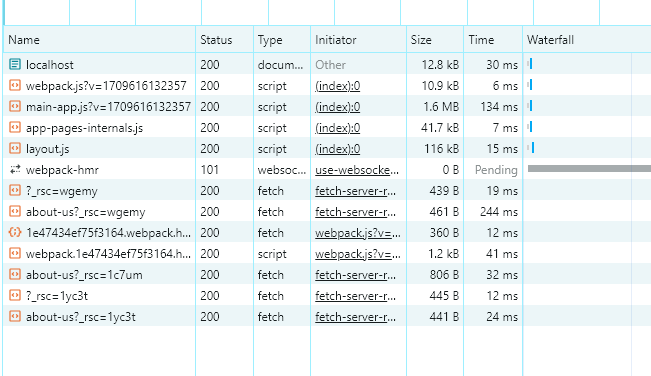 Name Status Type Initiator Size Time Waterfall
localhost 200 docum... Other 12.8 kB 30 ms
webpack.js?v=1709616132357 200 script (index):0 10.9 kB 6 ms
main-app.js?v=1709616132357 200 script (index):0 1.6 MB 134 ms
app-pages-internals.js 200 script (index):0 41.7 kB 7 ms
layout.js 200 script (index):0 116 kB 15 ms
webpack-hmr 101 websoc... use-websocke... 0 B Pending
?_rsc=wgemy 200 fetch fetch-server-r... 439 B 19 ms
about-us?_rsc=wgemy 200 fetch fetch-server-r... 461 B 244 ms
1e47434ef75f3164.webpack.h... 200 fetch webpack.js?v=... 360 B 12 ms
webpack.1e47434ef75f3164.h... 200 script webpack.js?v=... 1.2 kB 41 ms
about-us?_rsc=1c7um 200 fetch fetch-server-r... 806 B 32 ms
?_rsc=1yc3t 200 fetch fetch-server-r... 445 B 12 ms
about-us?_rsc=1yc3t 200 fetch fetch-server-r... 441 B 24 ms